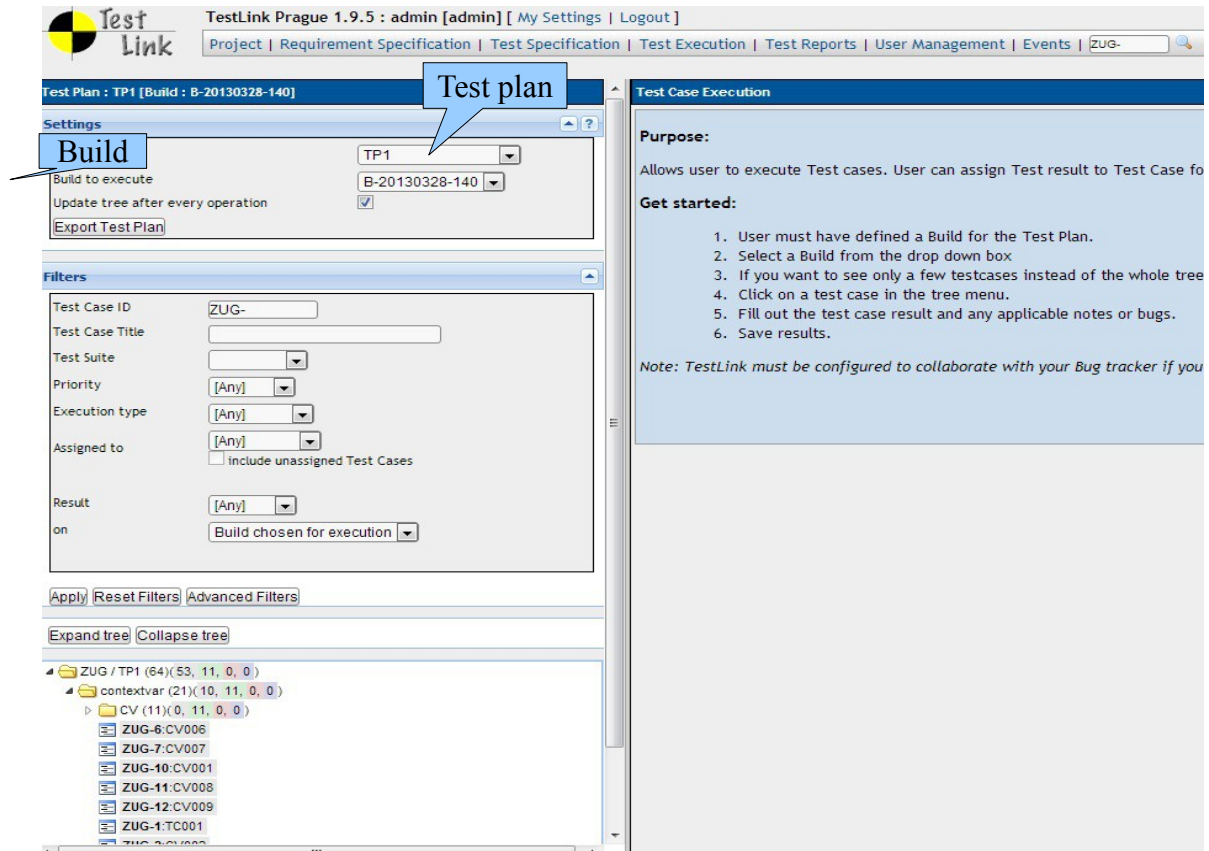 Test
Link
TestLink Prague 1.9.5 : admin [admin] [ My Settings | Logout ]
Project | Requirement Specification | Test Specification | Test Execution | Test Reports | User Management | Events | ZUG-
Test Plan : TP1 [Build : B-20130328-140]
Test plan
Settings
?
Build
TP1
Build to execute
B-20130328-140
Update tree after every operation
Export Test Plan
Filters
Test Case ID
ZUG-
Test Case Title
Test Suite
Priority
[Any]
Execution type
[Any]
Assigned to
[Any]
include unassigned Test Cases
Result
[Any]
on
Build chosen for execution
Apply Reset Filters Advanced Filters
Expand tree Collapse tree
ZUG / TP1 (64)(53, 11, 0, 0)
contextvar (21)(10, 11, 0, 0)
CV (11)(0, 11, 0, 0)
ZUG-6:CV006
ZUG-7:CV007
ZUG-10:CV001
ZUG-11:CV008
ZUG-12:CV009
ZUG-1:TC001
Test Case Execution
Purpose:
Allows user to execute Test cases. User can assign Test result to Test Case fo
Get started:
1. User must have defined a Build for the Test Plan.
2. Select a Build from the drop down box
3. If you want to see only a few testcases instead of the whole tree
4. Click on a test case in the tree menu.
5. Fill out the test case result and any applicable notes or bugs.
6. Save results.
Note: TestLink must be configured to collaborate with your Bug tracker if you